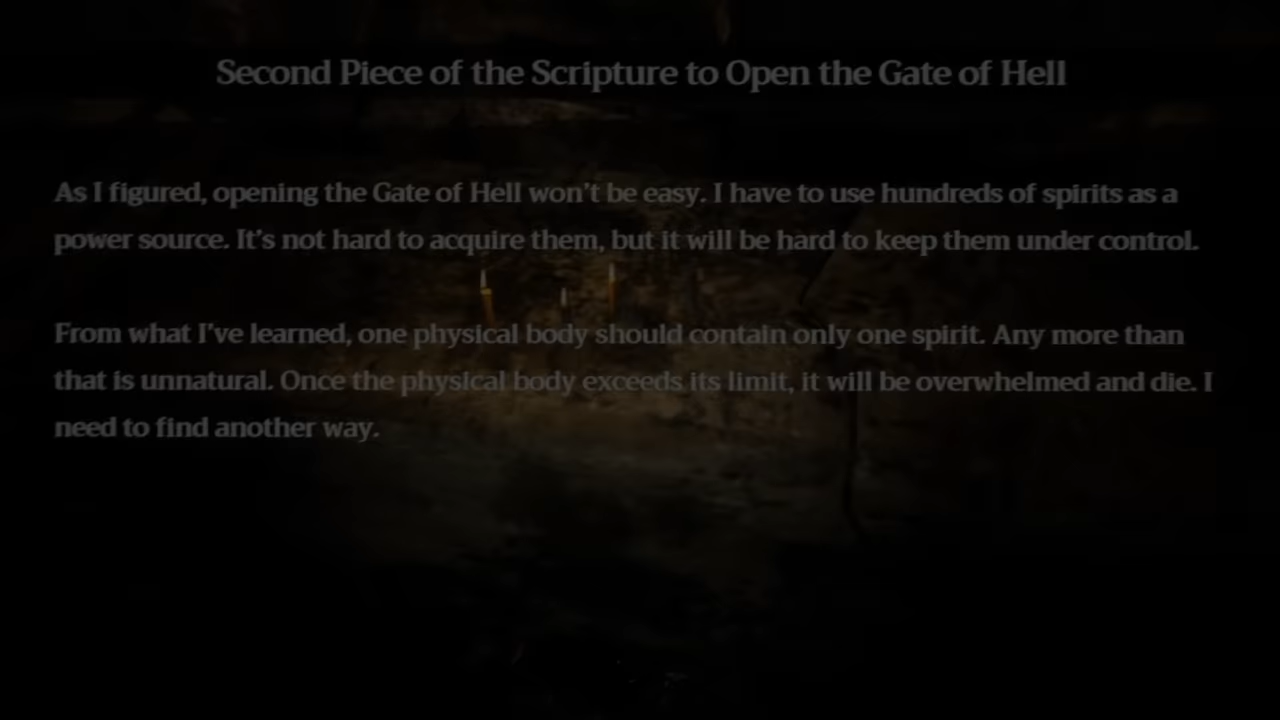 Second Piece of the Scripture to Open the Gate of Hell
As I figured, opening the Gate of Hell won't be easy. I have to use hundreds of spirits as a
power source. It's not hard to acquire them, but it will be hard to keep them under control.
From what I've learned, one physical body should contain only one spirit. Any more than
that is unnatural. Once the physical body exceeds its limit, it will be overwhelmed and die. I
need to find another way.